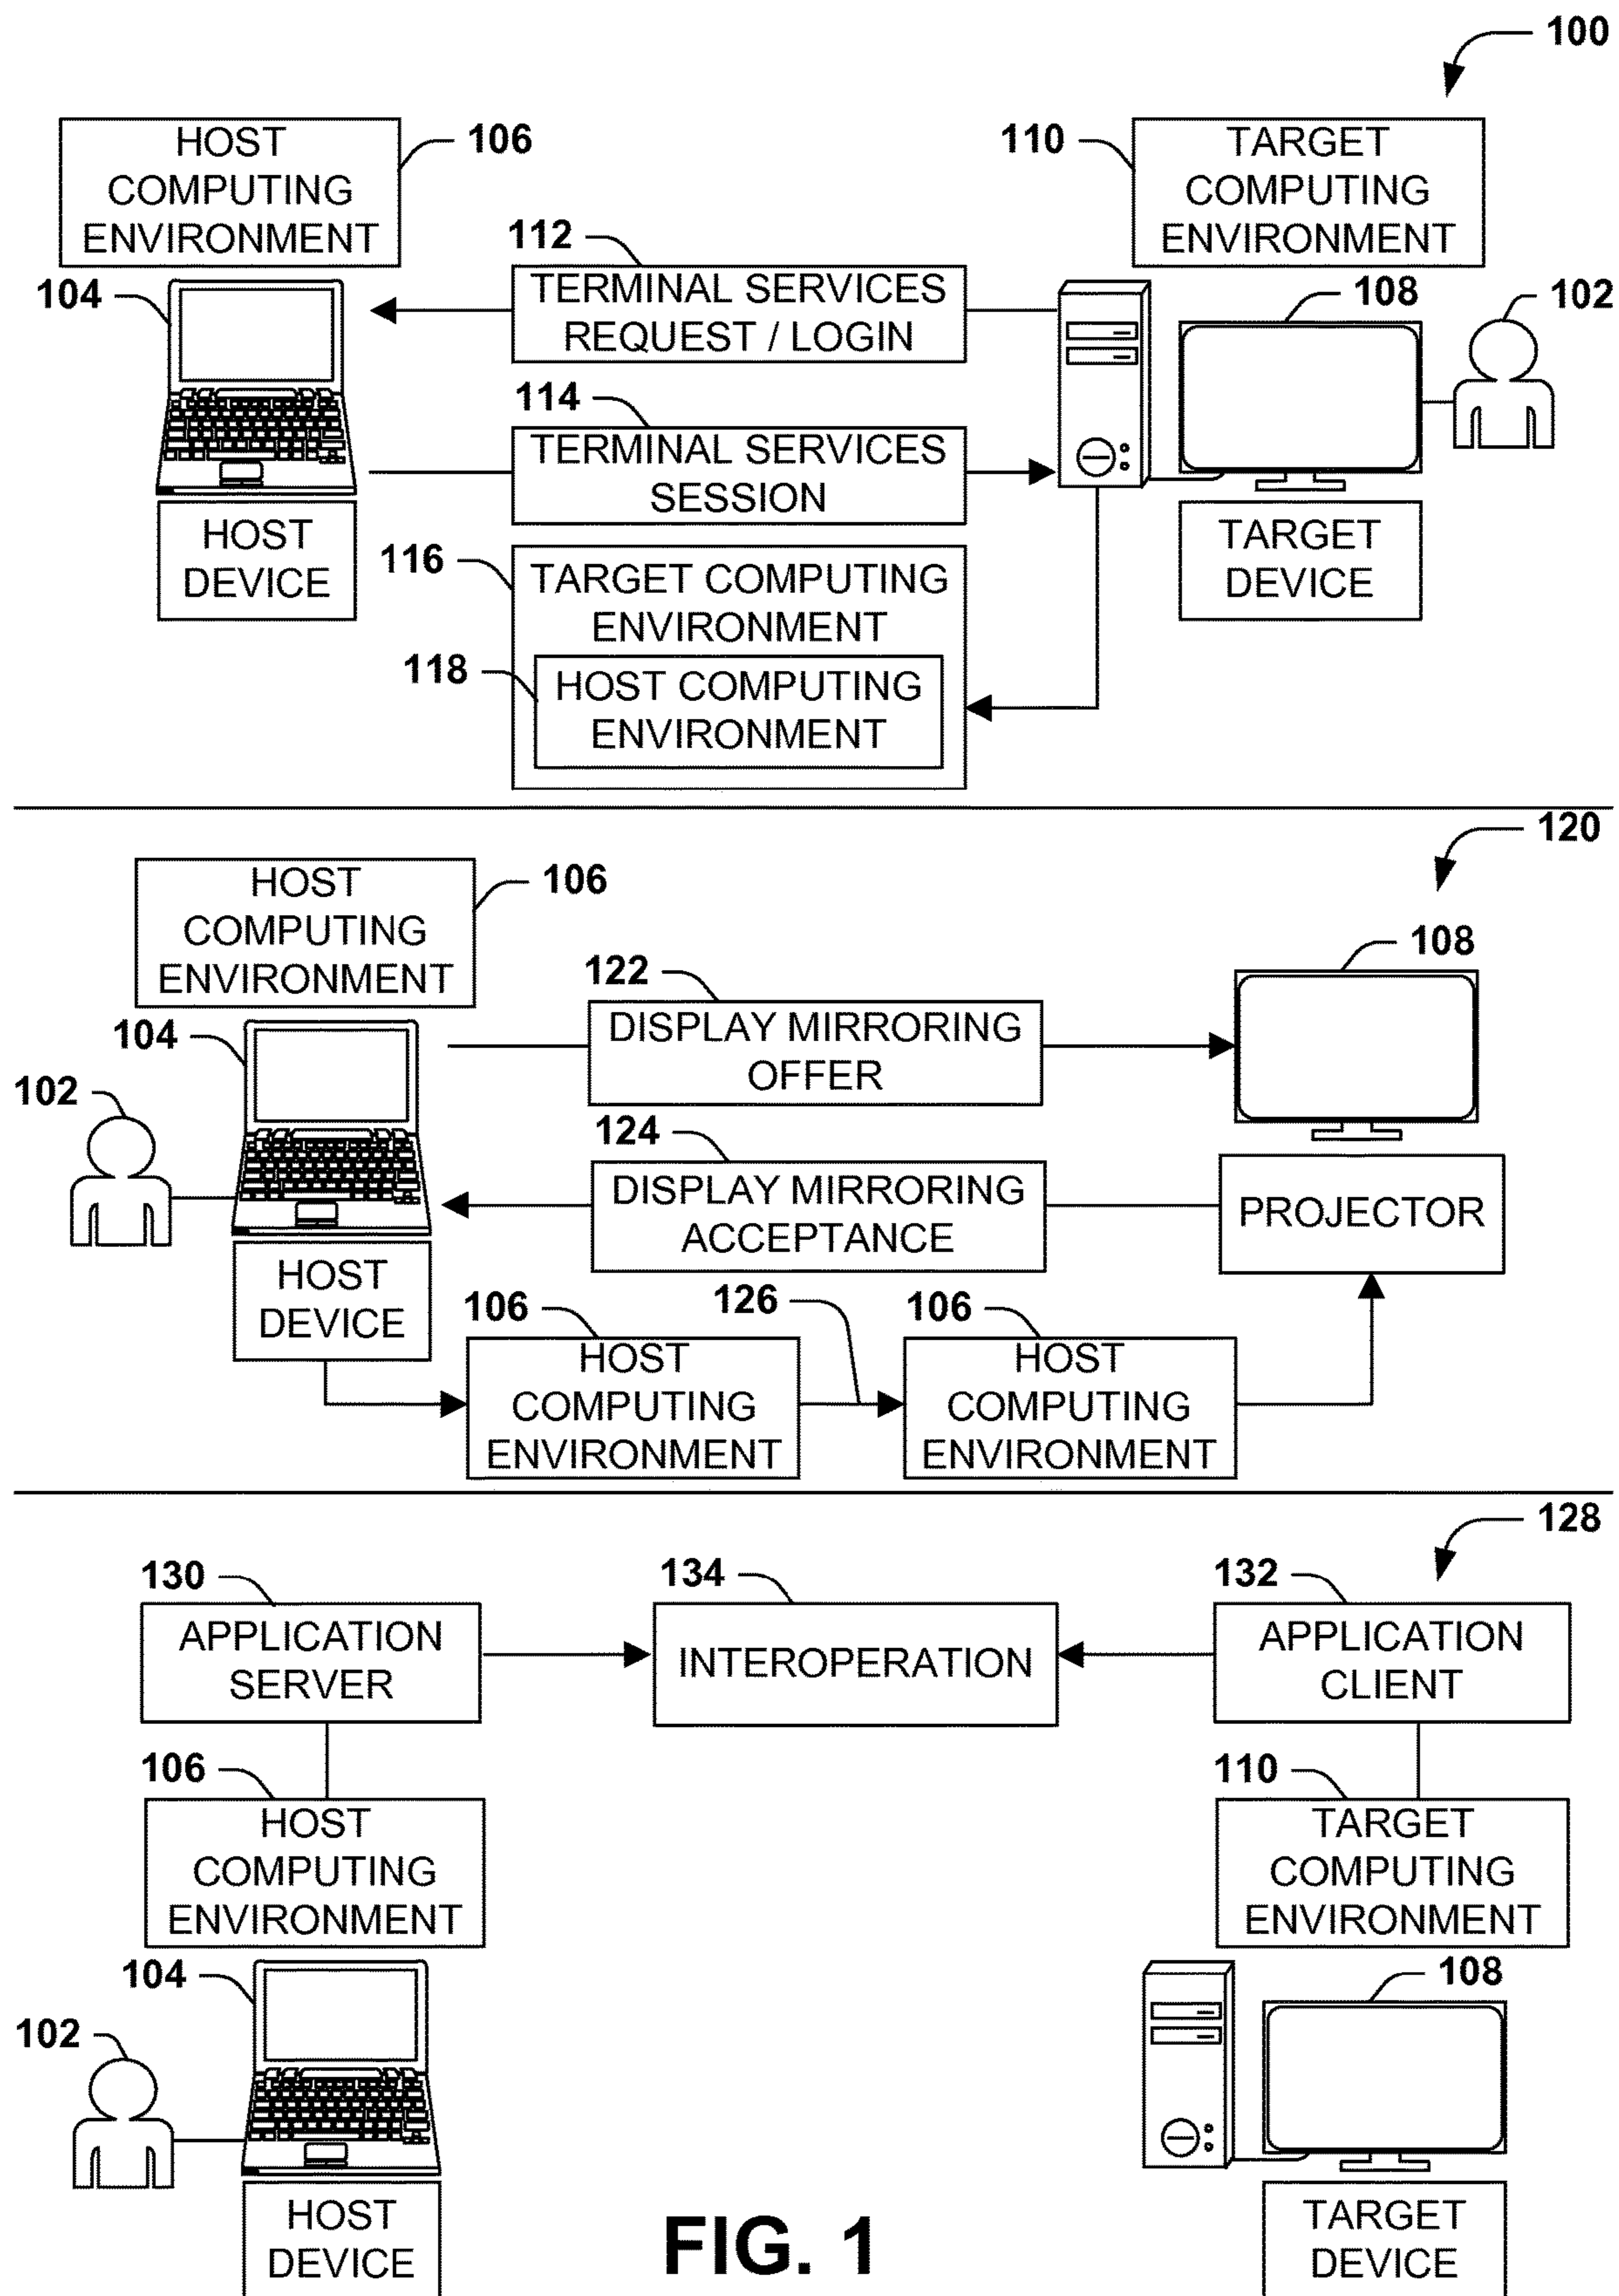 100
HOST
COMPUTING
ENVIRONMENT
106
110
TARGET
COMPUTING
ENVIRONMENT
112
TERMINAL SERVICES
REQUEST / LOGIN
104
108
102
114
TERMINAL SERVICES
SESSION
HOST
DEVICE
TARGET
DEVICE
116
TARGET COMPUTING
ENVIRONMENT
118
HOST COMPUTING
ENVIRONMENT
120
HOST
COMPUTING
ENVIRONMENT
106
108
122
DISPLAY MIRRORING
OFFER
104
102
124
DISPLAY MIRRORING
ACCEPTANCE
PROJECTOR
HOST
DEVICE
106
126
106
HOST
COMPUTING
ENVIRONMENT
HOST
COMPUTING
ENVIRONMENT
128
130
134
132
APPLICATION
SERVER
INTEROPERATION
APPLICATION
CLIENT
106
110
HOST
COMPUTING
ENVIRONMENT
TARGET
COMPUTING
ENVIRONMENT
104
108
102
HOST
DEVICE
FIG. 1
TARGET
DEVICE